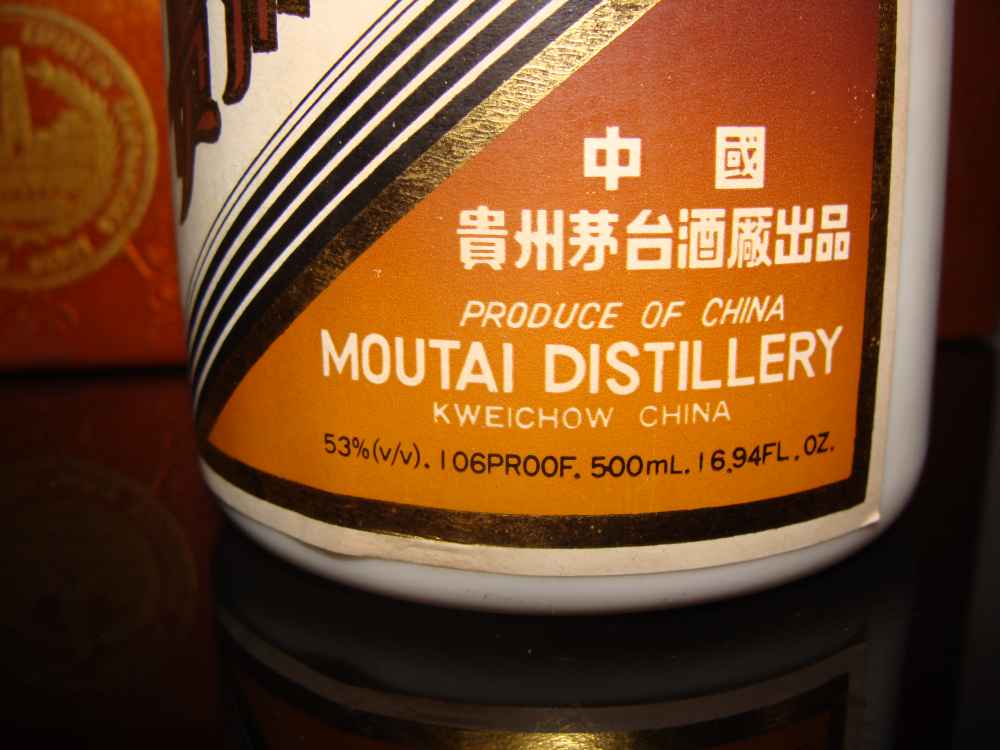 中 國
貴州茅台酒廠出品
PRODUCE OF CHINA
MOUTAI DISTILLERY
KWEICHOW CHINA
53%(v/v). 106PROOF. 500mL. 16.94FL. OZ.